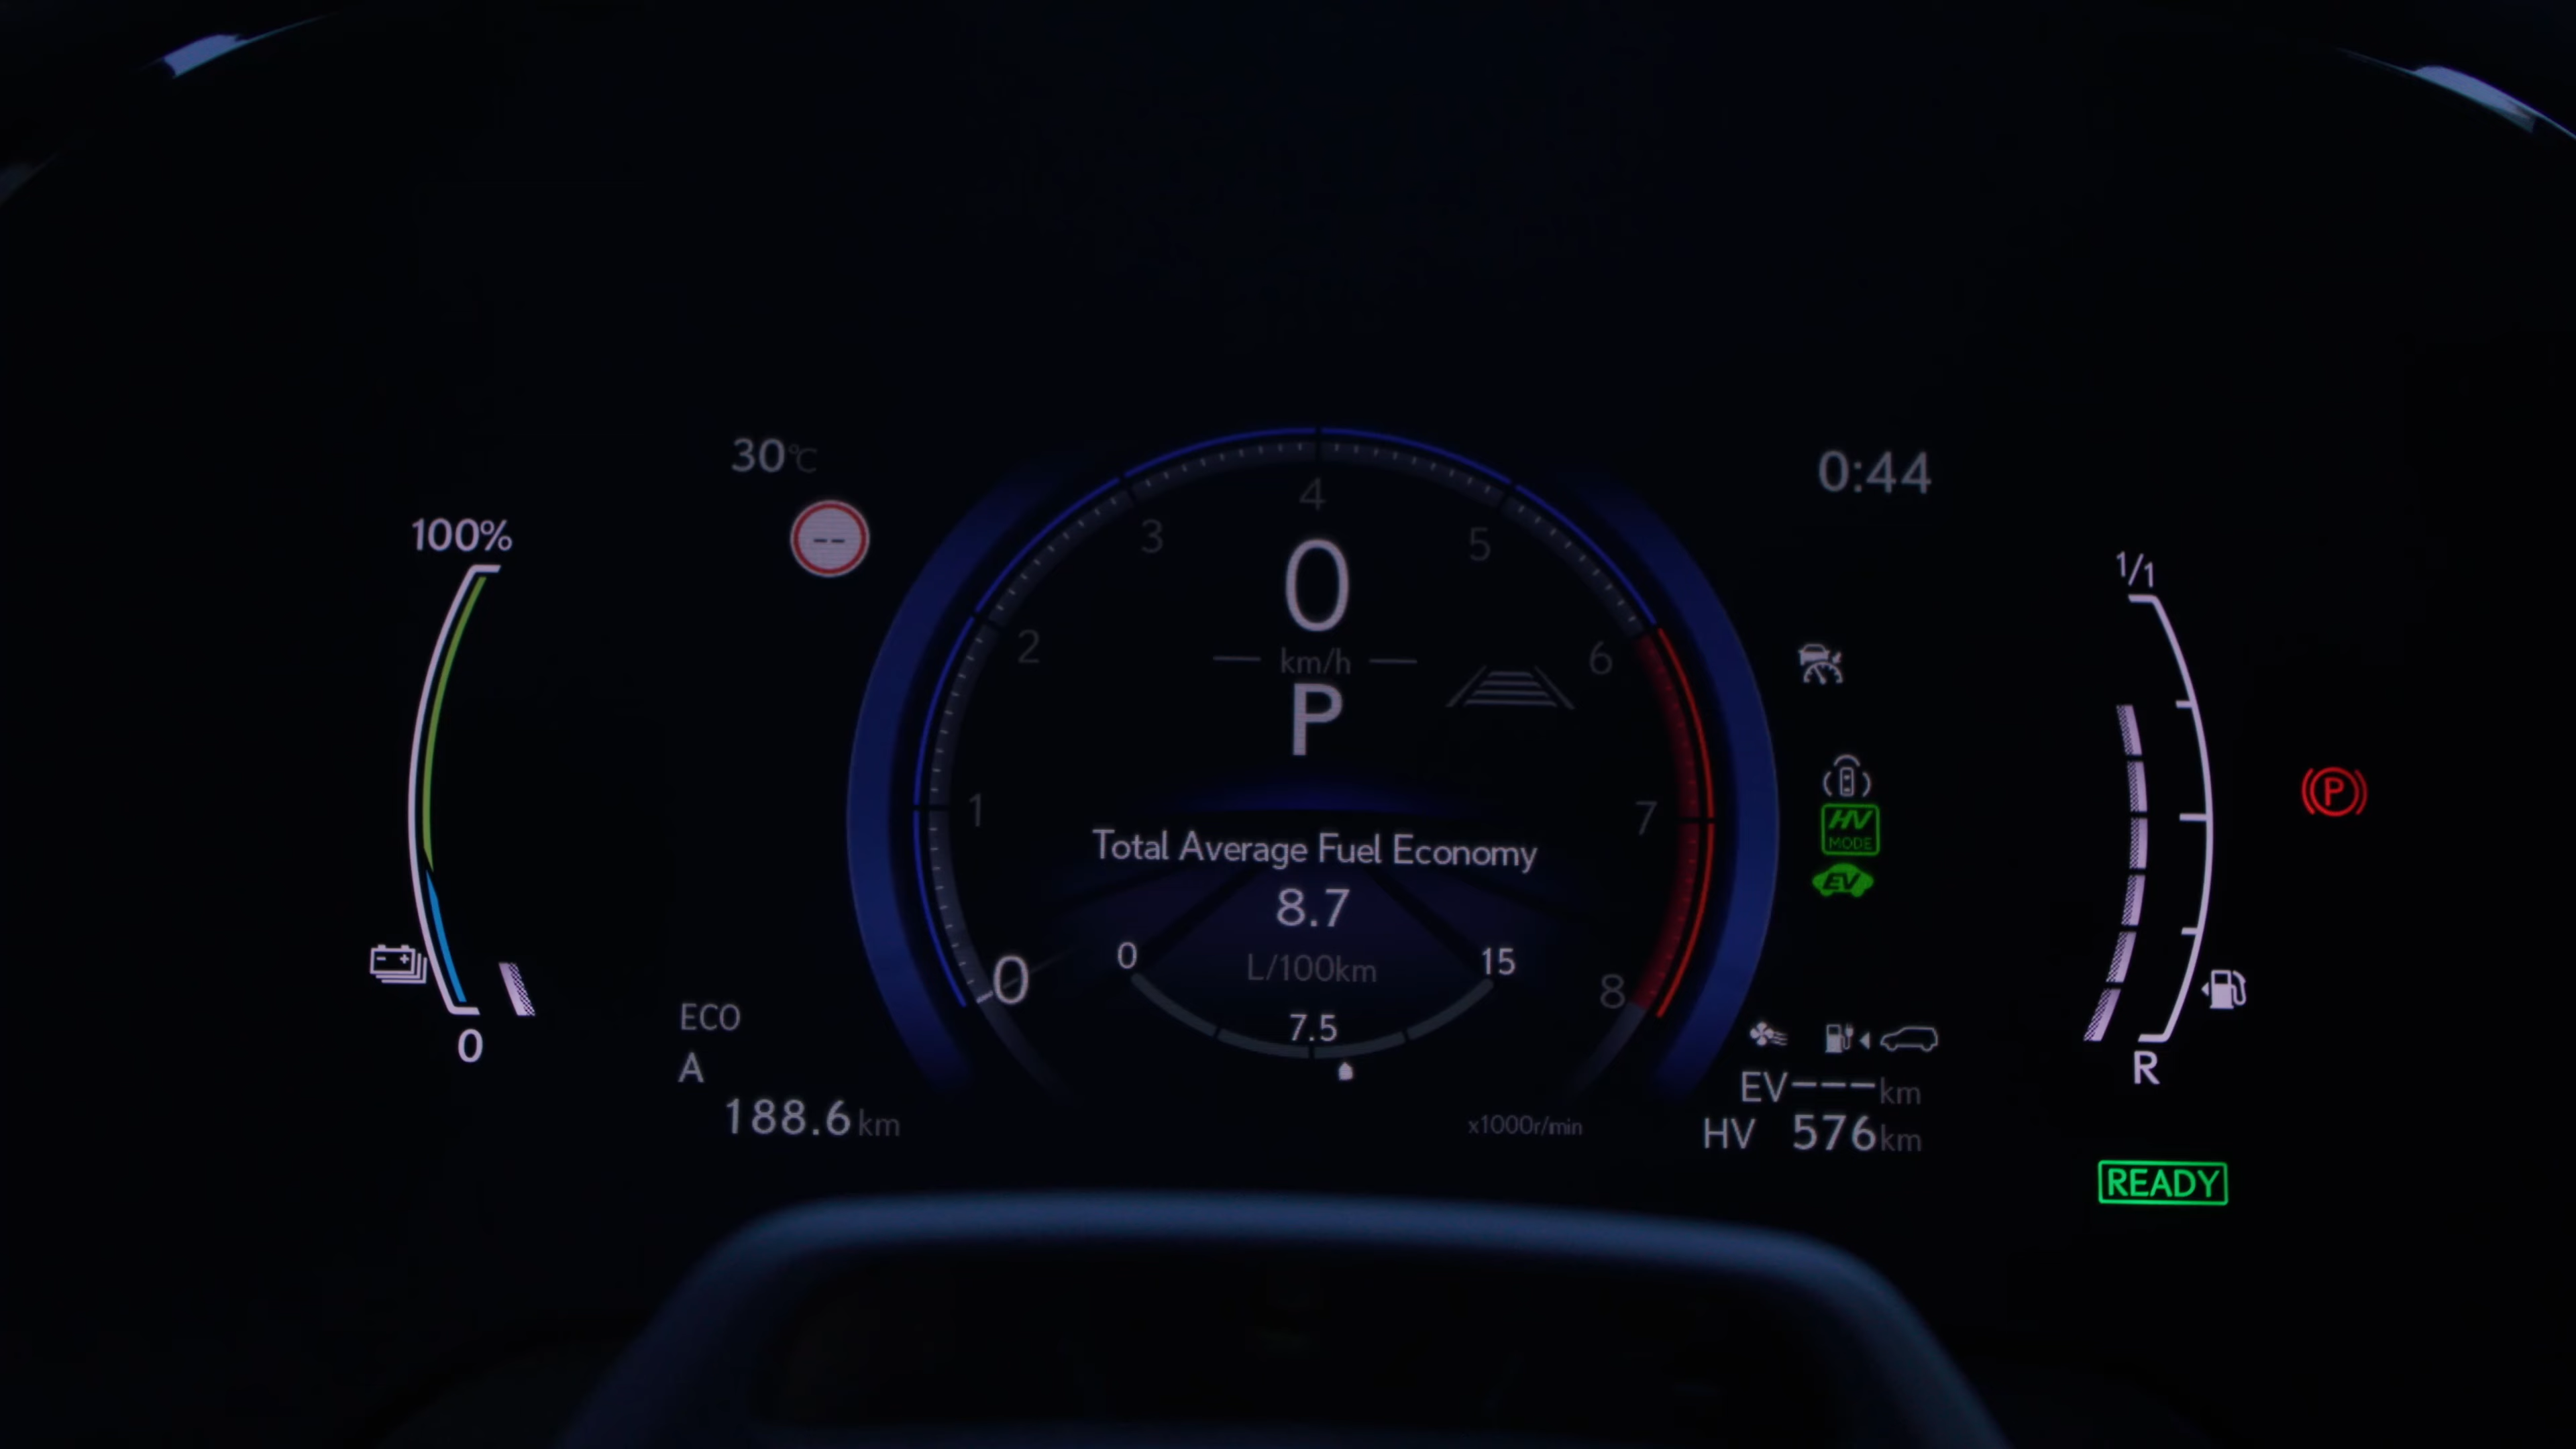 30°C
0:44
100%
--
4
3
5
0
1/1
2
km/h
6
P
P
1
7
HV
MODE
Total Average Fuel Economy
EV
8.7
0
15
0
L/100km
8
ECO
7.5
0
A
EV---km
R
188.6km
x1000r/min
HV 576km
READY